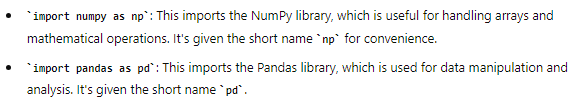 • `import numpy as np`: This imports the NumPy library, which is useful for handling arrays and
mathematical operations. It's given the short name `np` for convenience.
• `import pandas as pd`: This imports the Pandas library, which is used for data manipulation and
analysis. It's given the short name `pd`.